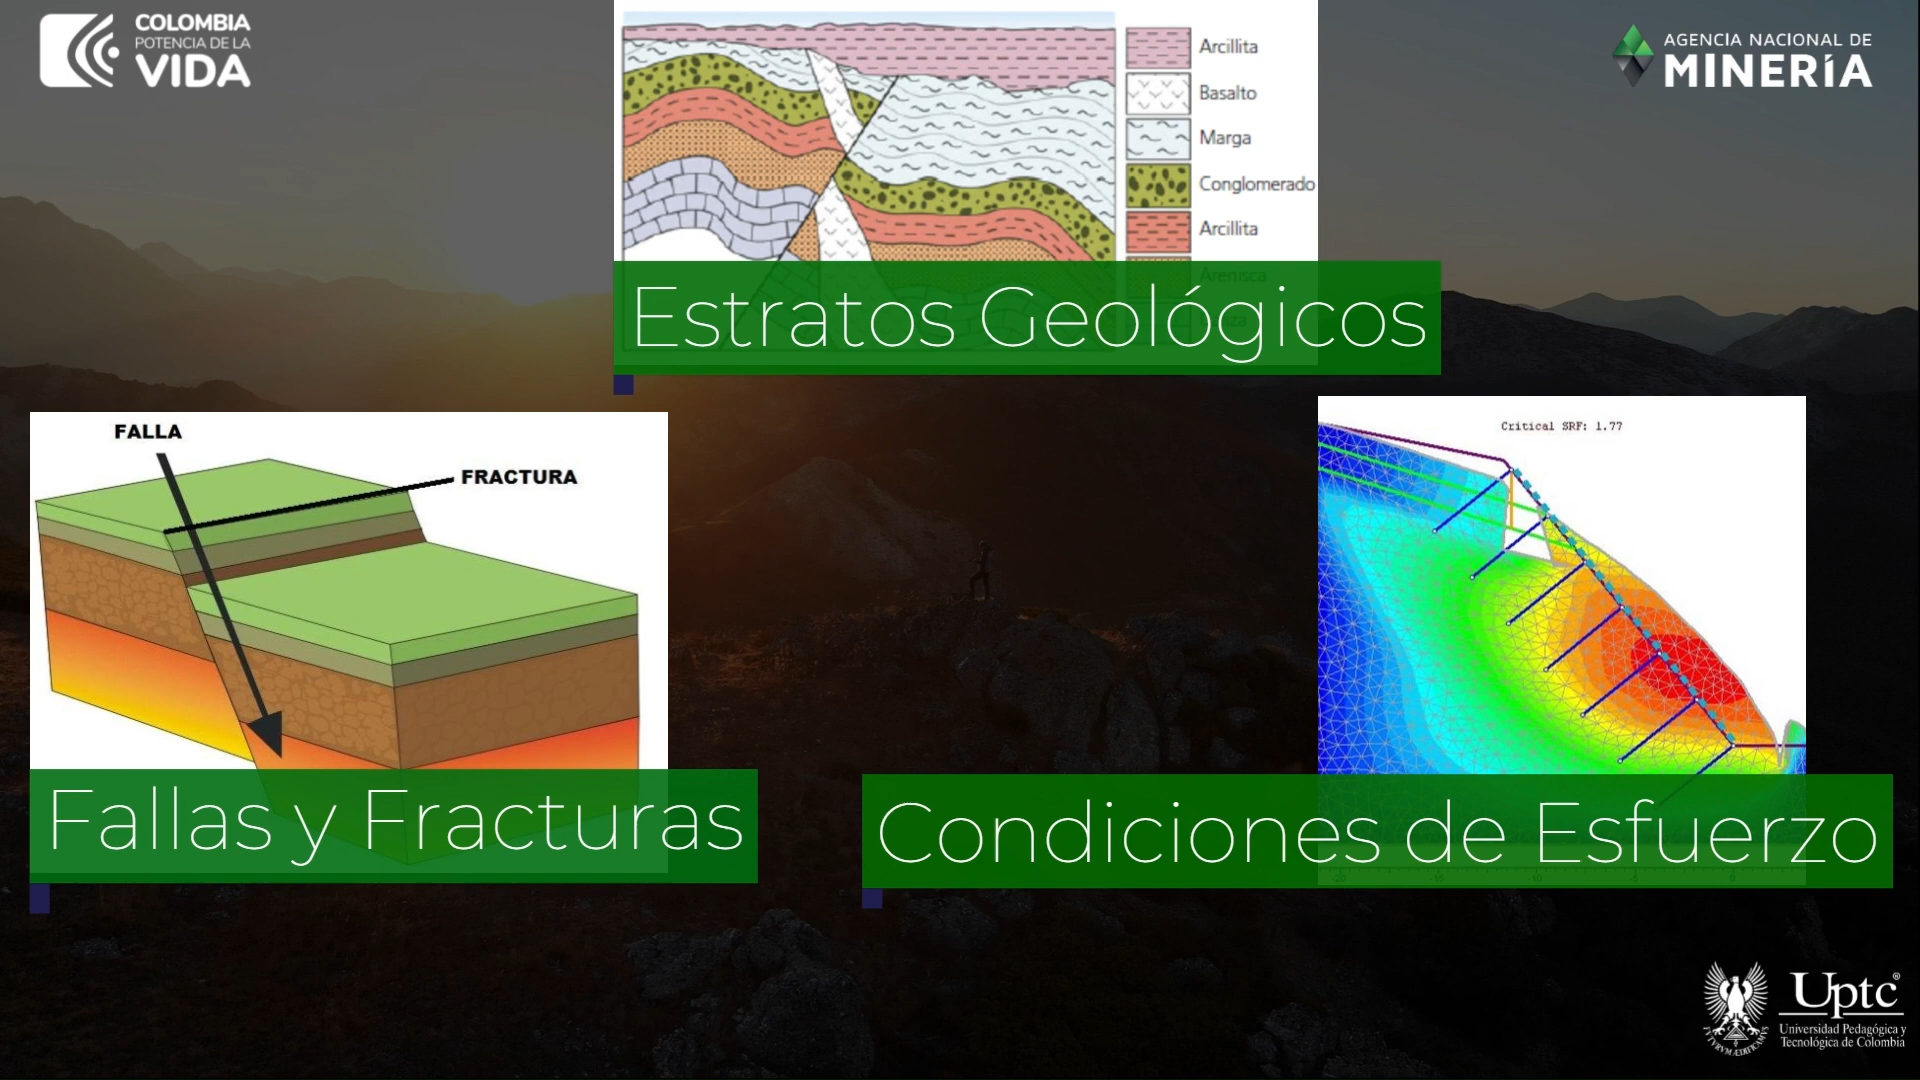 COLOMBIA
POTENCIA DE LA
VIDA
AGENCIA NACIONAL DE
MINERÍA
Arcillita
Basalto
Marga
Conglomerado
Arcillita
Arenisca
Estratos Geológicos
FALLA
FRACTURA
Critical SRF: 1.77
Fallas y Fracturas
Condiciones de Esfuerzo
Uptc®
Universidad Pedagógica y
Tecnológica de Colombia